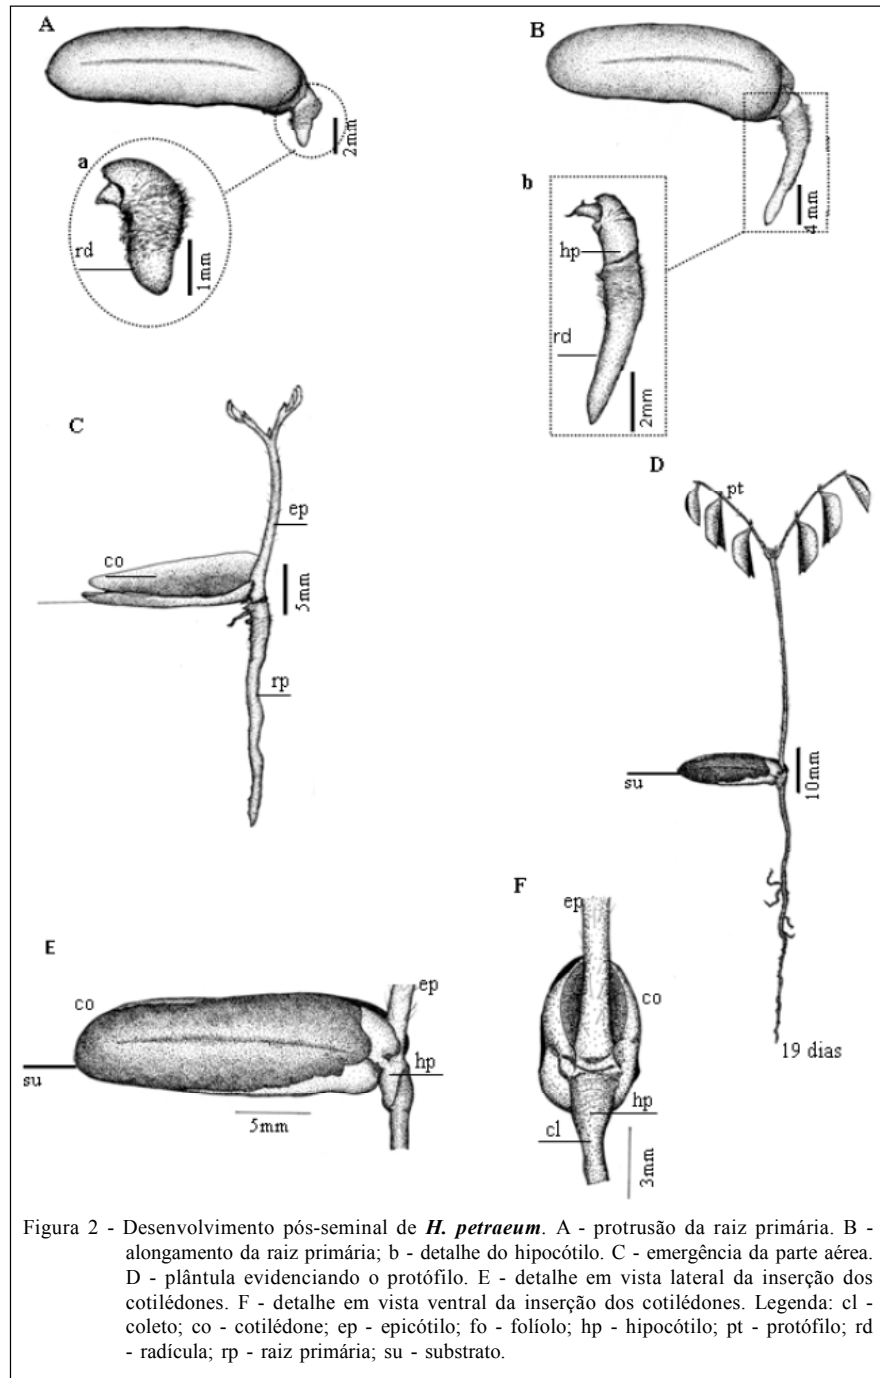 A
B
2mm
a
rd
1mm
4 mm
b
hp
rd
2mm
C
ep
co
5mm
rp
D
pt
su
10mm
19 dias
E
co
ep
hp
su
5mm
F
ep
co
hp
cl
3mm
Figura 2 - Desenvolvimento pós-seminal de H. petraeum. A - protrusão da raiz primária. B -
alongamento da raiz primária; b - detalhe do hipocótilo. C - emergência da parte aérea.
D - plântula evidenciando o protófilo. E - detalhe em vista lateral da inserção dos
cotilédones. F - detalhe em vista ventral da inserção dos cotilédones. Legenda: cl -
coleto; co - cotilédone; ep - epicótilo; fo - folíolo; hp - hipocótilo; pt - protófilo; rd
- radícula; rp - raiz primária; su - substrato.